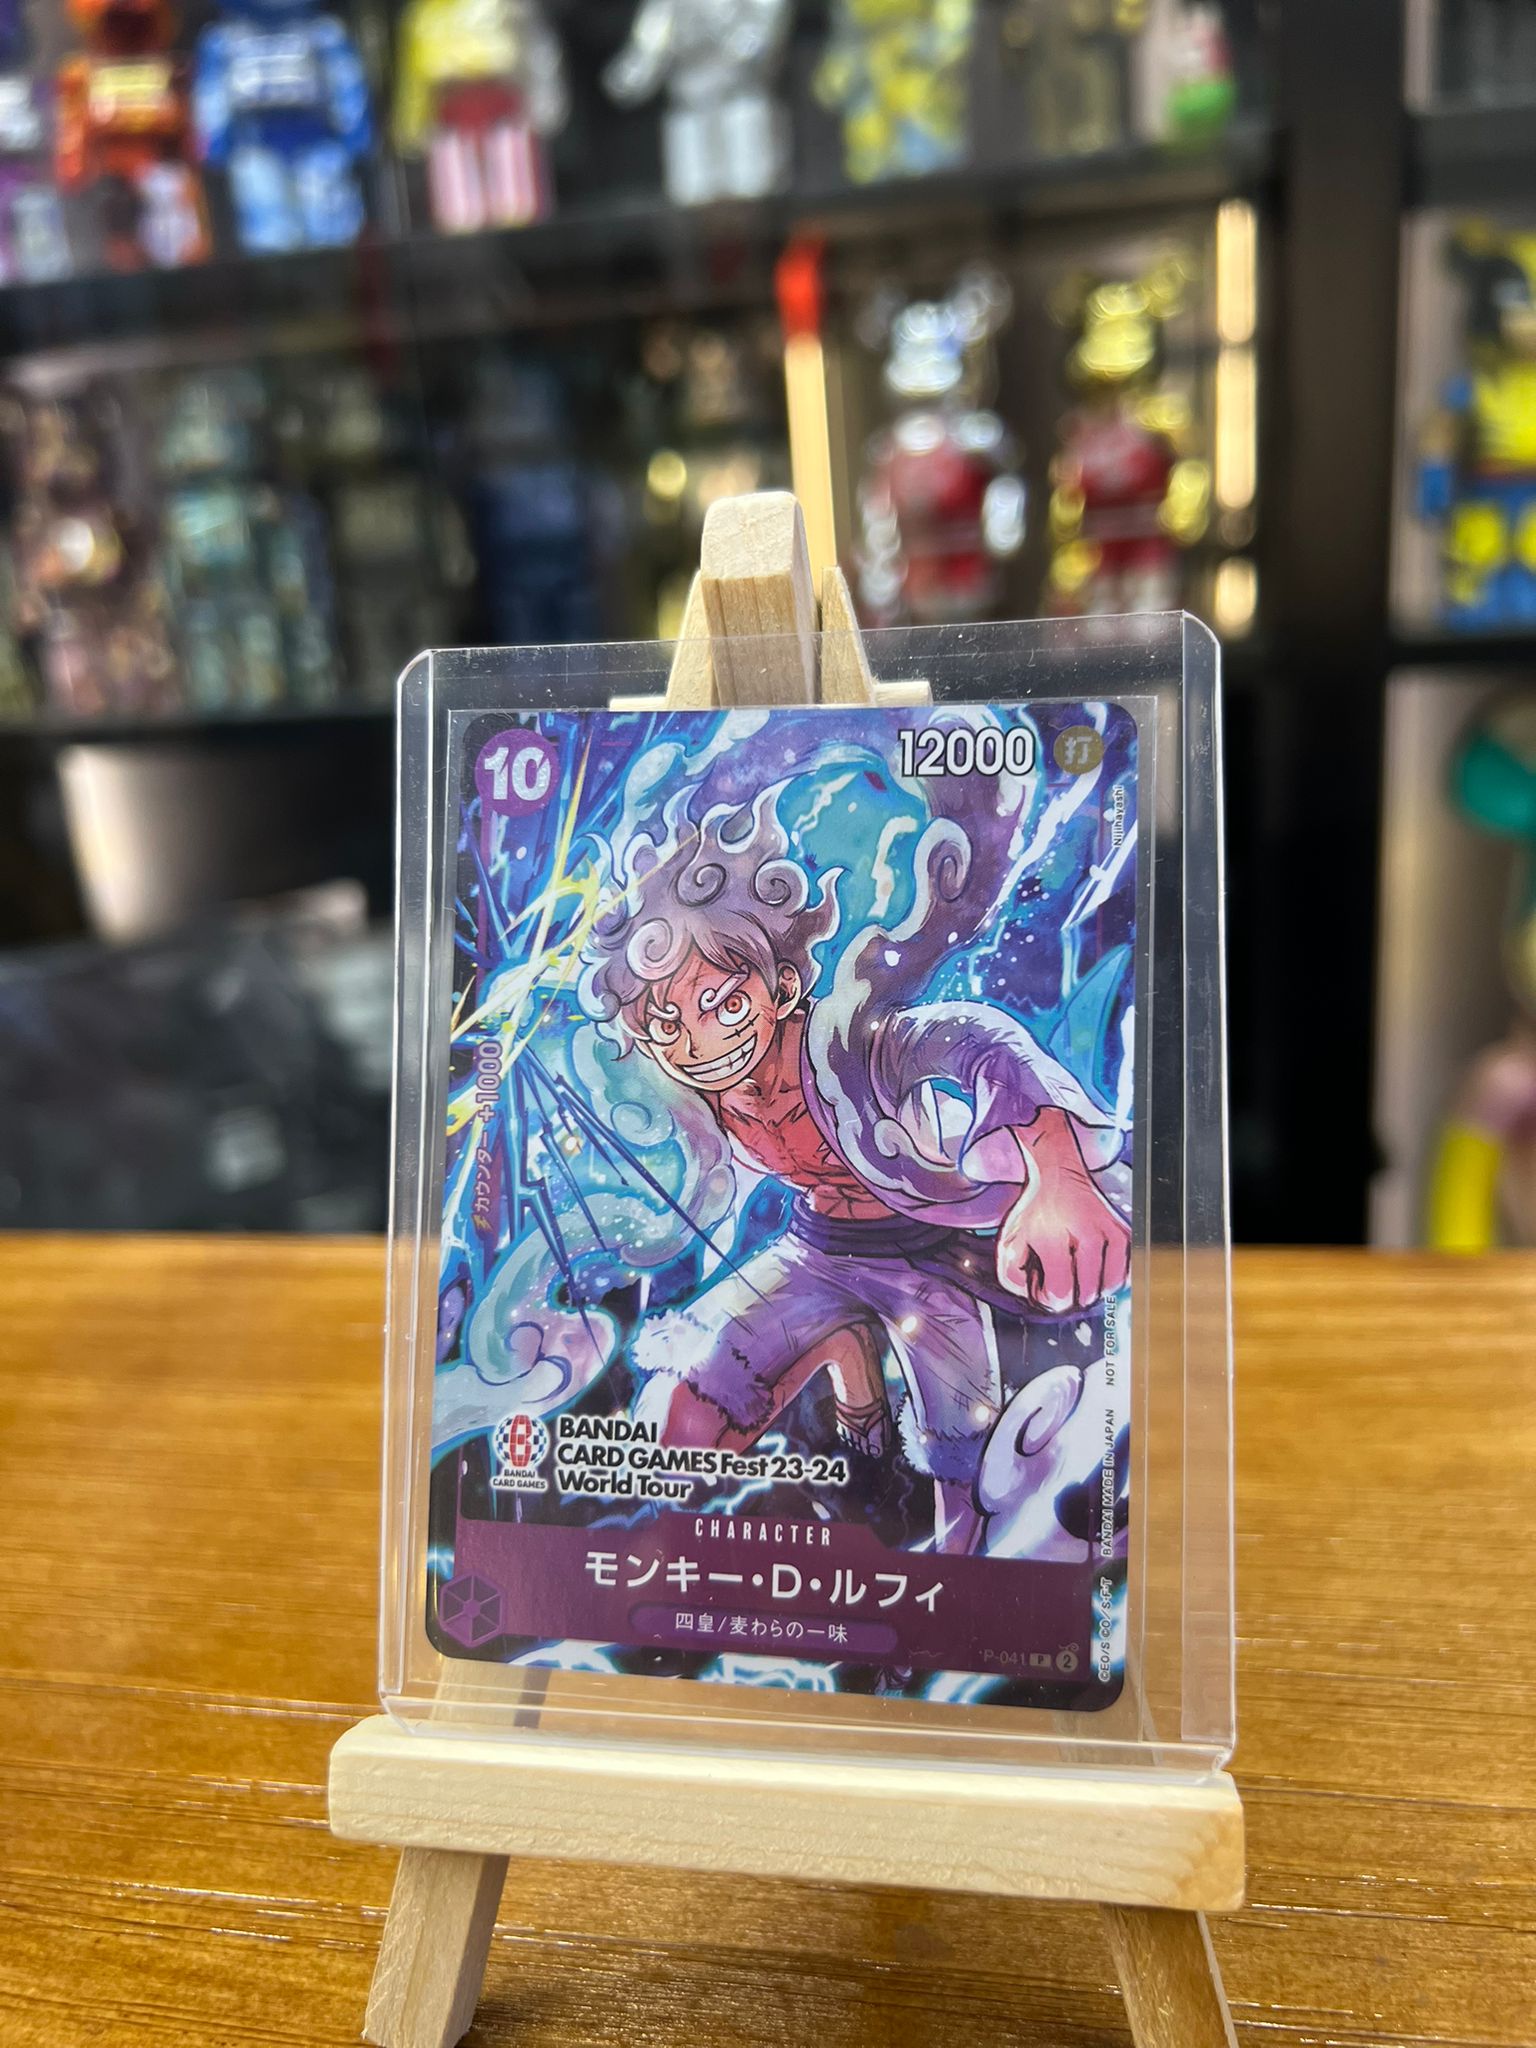 10
12000
打
Nijihayashi
カウンター +1000
BANDAI
CARD GAMES Fest 23-24
World Tour
BANDAI
CARD GAMES
CHARACTER
モンキー・D・ルフィ
四皇/麦わらの一味
P-041 P 2
©EO/S ©O/S・F・T BANDAI MADE IN JAPAN NOT FOR SALE